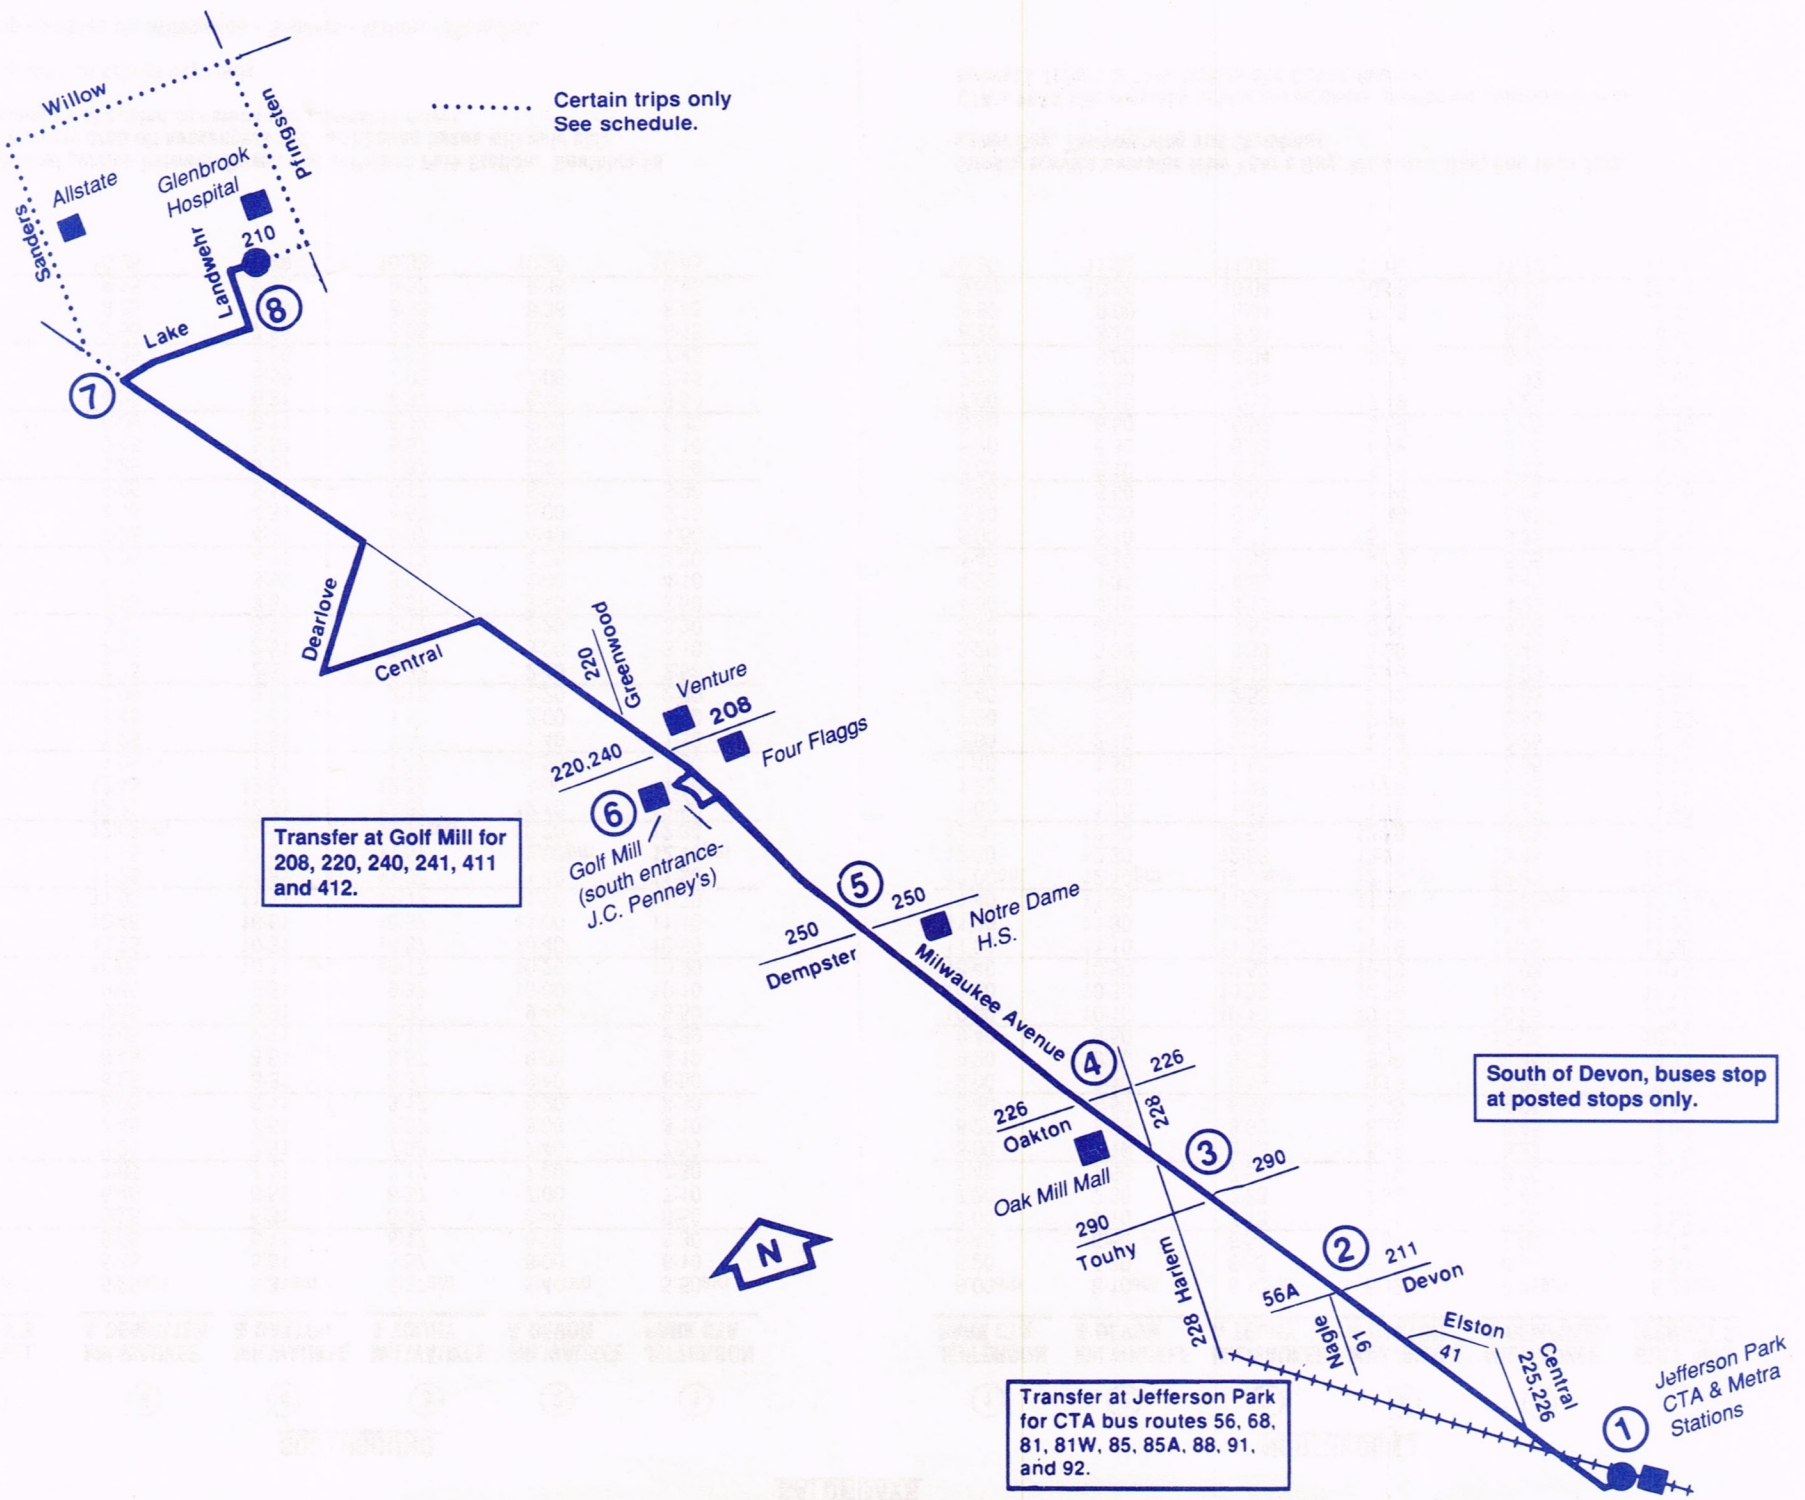 Certain trips only
See schedule.
Willow
Pfingsten
Sanders
Allstate
Glenbrook
Hospital
210
Landwehr
8
Lake
7
Dearlove
Central
Greenwood
220
Venture
208
Four Flaggs
220,240
6
Golf Mill
(south entrance-
J.C. Penney's)
Transfer at Golf Mill for
208, 220, 240, 241, 411
and 412.
5
250
250
Dempster
Notre Dame
H.S.
Milwaukee Avenue
4
226
228
226
Oakton
Oak Mill Mall
3
290
290
Touhy
228 Harlem
N
South of Devon, buses stop
at posted stops only.
2
211
Devon
56A
Nagle
91
Elston
41
Central
225,226
Jefferson Park
CTA & Metra
Stations
1
Transfer at Jefferson Park
for CTA bus routes 56, 68,
81, 81W, 85, 85A, 88, 91,
and 92.